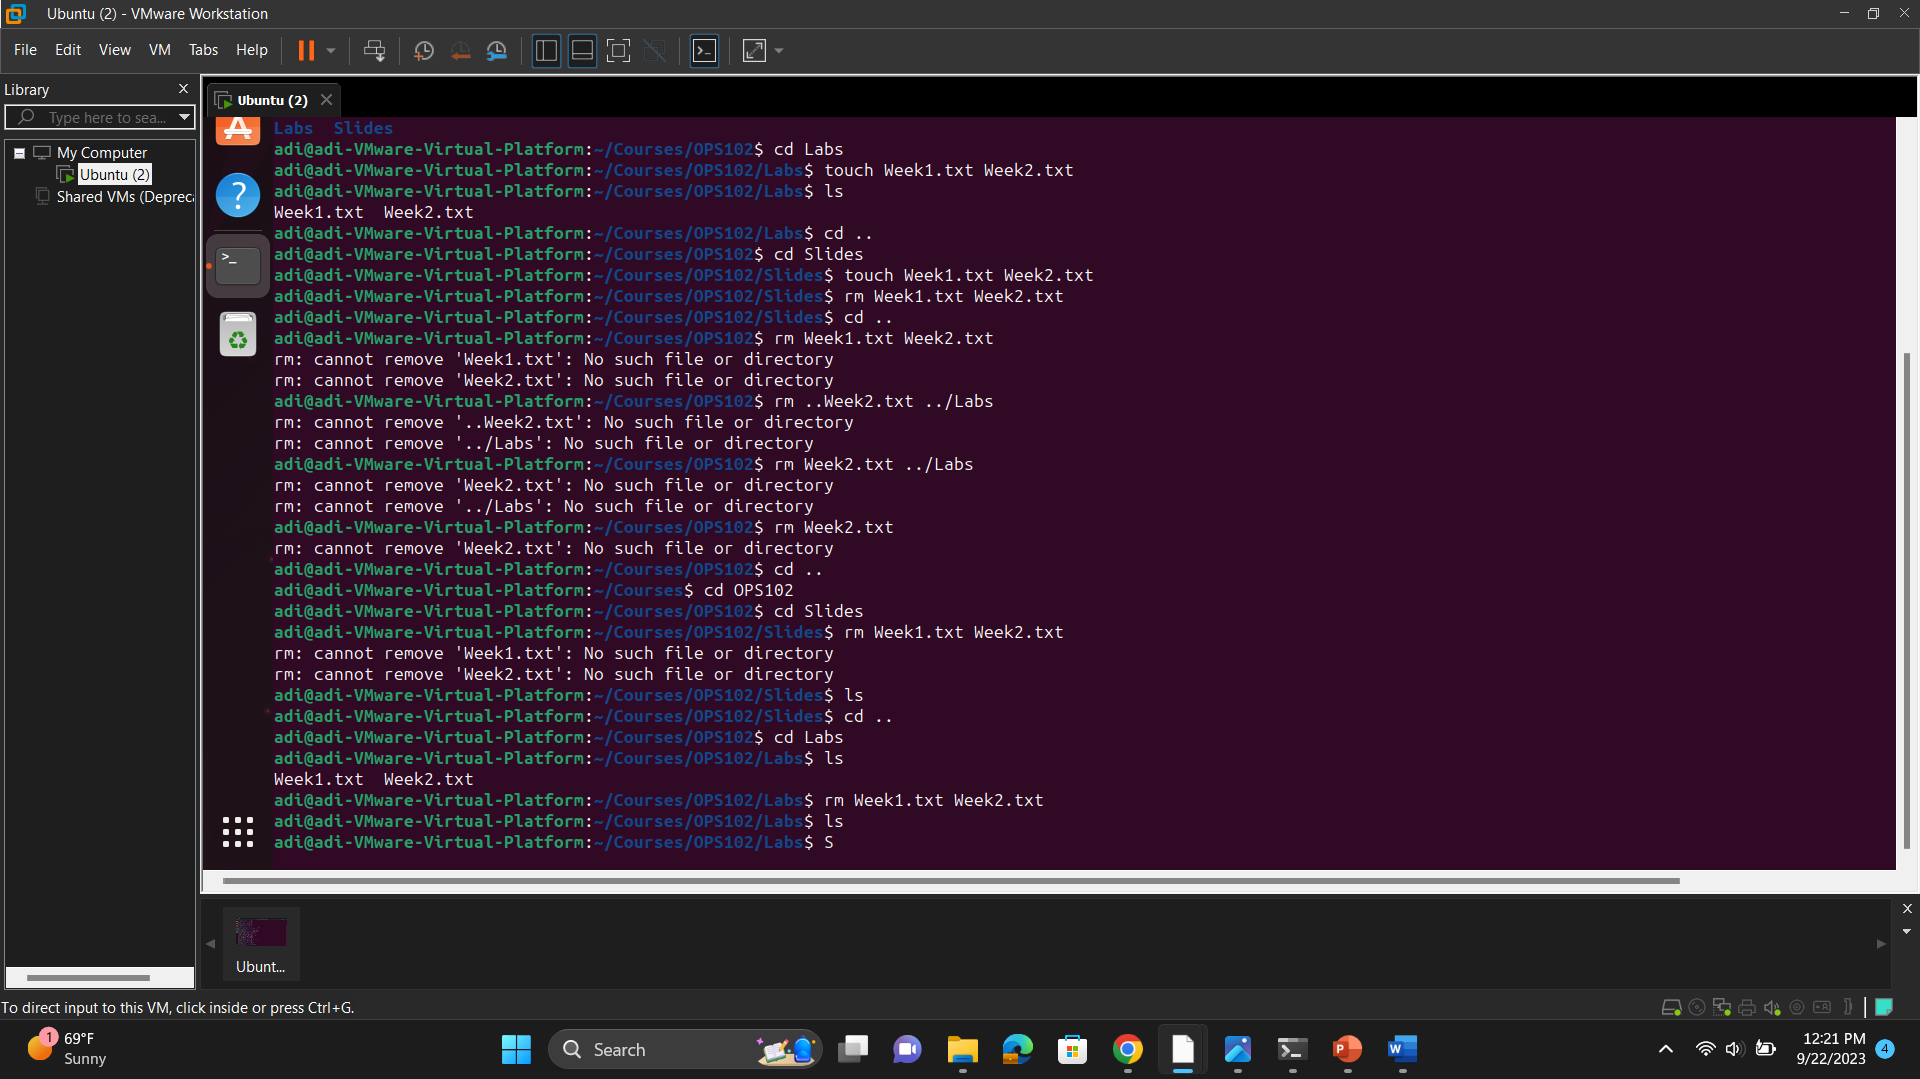 Ubuntu (2) - VMware Workstation
File Edit View VM Tabs Help
Library
Type here to sea...
My Computer
Ubuntu (2)
Shared VMs (Depreca
Ubuntu (2)
Labs  Slides
adi@adi-VMware-Virtual-Platform:~/Courses/OPS102$ cd Labs
adi@adi-VMware-Virtual-Platform:~/Courses/OPS102/Labs$ touch Week1.txt Week2.txt
adi@adi-VMware-Virtual-Platform:~/Courses/OPS102/Labs$ ls
Week1.txt  Week2.txt
adi@adi-VMware-Virtual-Platform:~/Courses/OPS102/Labs$ cd ..
adi@adi-VMware-Virtual-Platform:~/Courses/OPS102$ cd Slides
adi@adi-VMware-Virtual-Platform:~/Courses/OPS102/Slides$ touch Week1.txt Week2.txt
adi@adi-VMware-Virtual-Platform:~/Courses/OPS102/Slides$ rm Week1.txt Week2.txt
adi@adi-VMware-Virtual-Platform:~/Courses/OPS102/Slides$ cd ..
adi@adi-VMware-Virtual-Platform:~/Courses/OPS102$ rm Week1.txt Week2.txt
rm: cannot remove 'Week1.txt': No such file or directory
rm: cannot remove 'Week2.txt': No such file or directory
adi@adi-VMware-Virtual-Platform:~/Courses/OPS102$ rm ..Week2.txt ../Labs
rm: cannot remove '..Week2.txt': No such file or directory
rm: cannot remove '../Labs': No such file or directory
adi@adi-VMware-Virtual-Platform:~/Courses/OPS102$ rm Week2.txt ../Labs
rm: cannot remove 'Week2.txt': No such file or directory
rm: cannot remove '../Labs': No such file or directory
adi@adi-VMware-Virtual-Platform:~/Courses/OPS102$ rm Week2.txt
rm: cannot remove 'Week2.txt': No such file or directory
adi@adi-VMware-Virtual-Platform:~/Courses/OPS102$ cd ..
adi@adi-VMware-Virtual-Platform:~/Courses$ cd OPS102
adi@adi-VMware-Virtual-Platform:~/Courses/OPS102$ cd Slides
adi@adi-VMware-Virtual-Platform:~/Courses/OPS102/Slides$ rm Week1.txt Week2.txt
rm: cannot remove 'Week1.txt': No such file or directory
rm: cannot remove 'Week2.txt': No such file or directory
adi@adi-VMware-Virtual-Platform:~/Courses/OPS102/Slides$ ls
adi@adi-VMware-Virtual-Platform:~/Courses/OPS102/Slides$ cd ..
adi@adi-VMware-Virtual-Platform:~/Courses/OPS102$ cd Labs
adi@adi-VMware-Virtual-Platform:~/Courses/OPS102/Labs$ ls
Week1.txt  Week2.txt
adi@adi-VMware-Virtual-Platform:~/Courses/OPS102/Labs$ rm Week1.txt Week2.txt
adi@adi-VMware-Virtual-Platform:~/Courses/OPS102/Labs$ ls
adi@adi-VMware-Virtual-Platform:~/Courses/OPS102/Labs$ S
Ubunt...
To direct input to this VM, click inside or press Ctrl+G.
1
69°F
Sunny
Search
12:21 PM
9/22/2023
4